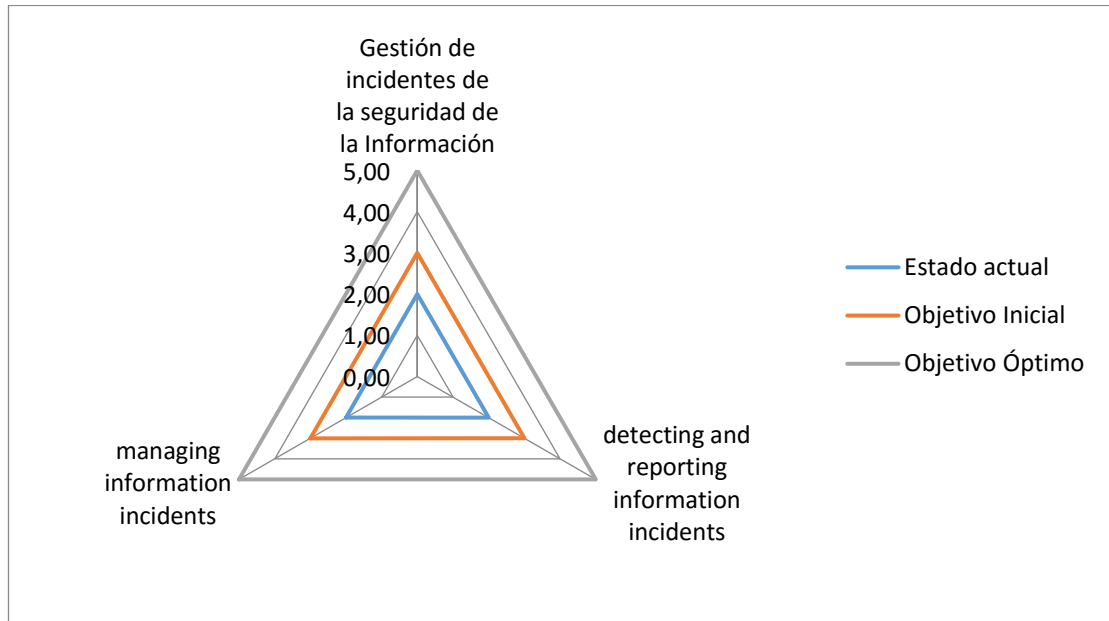 Gestión de
incidentes de
la seguridad de
la Información
5,00
4,00
3,00
2,00
1,00
0,00
detecting and
reporting
information
incidents
managing
information
incidents
Estado actual
Objetivo Inicial
Objetivo Óptimo